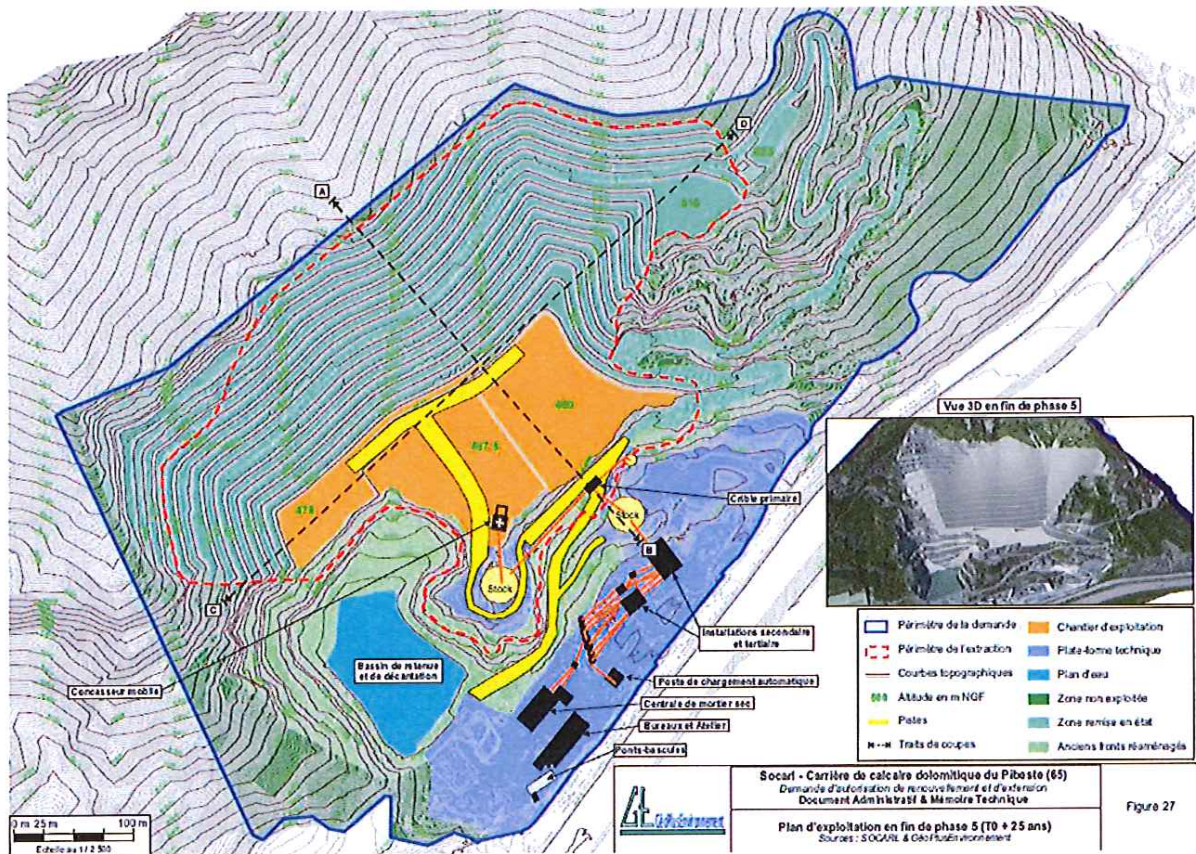 A
D
510
460
467.5
474
B
C
Stock
Stock
Crible primaire
Installations secondaire
et tertiaire
Poste de chargement automatique
Centrale de mortier sec
Bureaux et Atelier
Ponts-bascules
Concasseur mobile
Bassin de retenue
et de décantation
Vue 3D en fin de phase 5
Périmètre de la demande
Périmètre de l'extraction
Courbes topographiques
600 Altitude en m NGF
Pistes
Traits de coupes
Chantier d'exploitation
Plate-forme technique
Plan d'eau
Zone non exploitée
Zone remise en état
Anciens fronts réaménagés
0 m 25 m 100 m
Echelle au 1 / 2 500
GéoPlusEnvironnement
Socarl - Carrière de calcaire dolomitique du Pibeste (65)
Demande d'autorisation de renouvellement et d'extension
Document Administratif & Mémoire Technique
Plan d'exploitation en fin de phase 5 (T0 + 25 ans)
Sources : SOCARL & GéoPlusEnvironnement
Figure 27